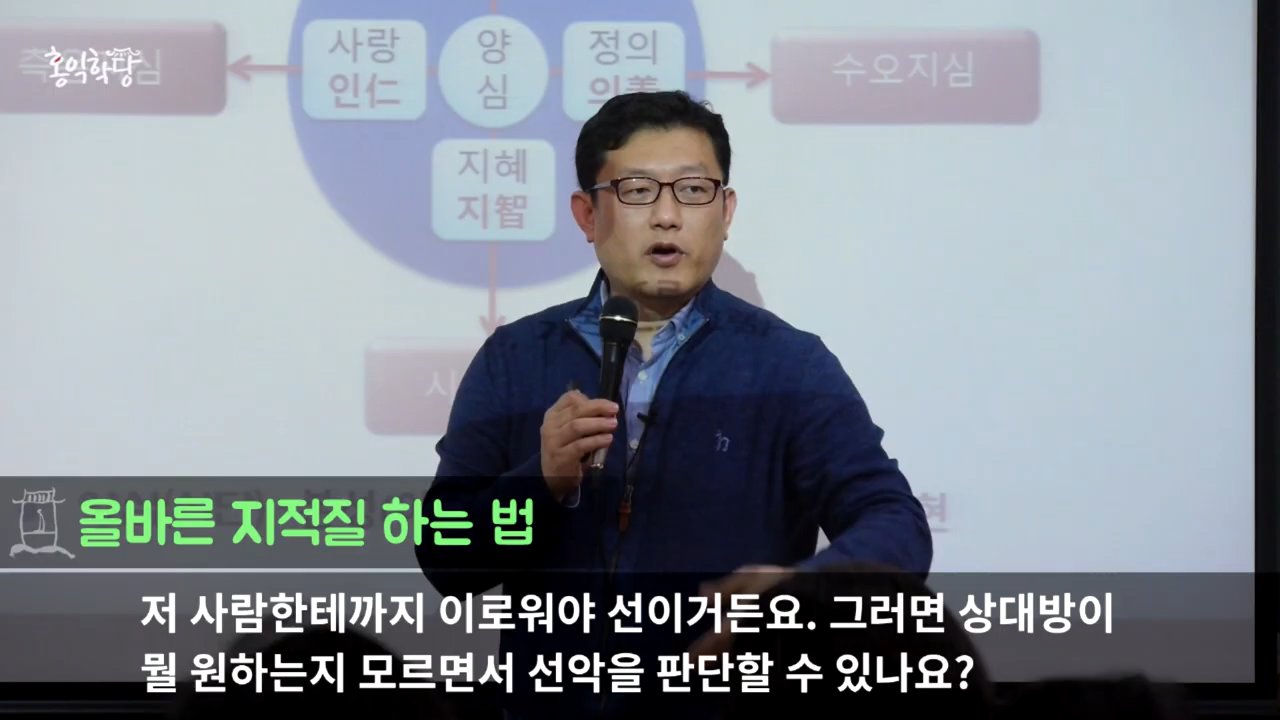 홍익학당
사랑
인仁
양
심
정의
수오지심
지혜
지智
올바른 지적질 하는 법
저 사람한테까지 이로워야 선이거든요. 그러면 상대방이
뭘 원하는지 모르면서 선악을 판단할 수 있나요?